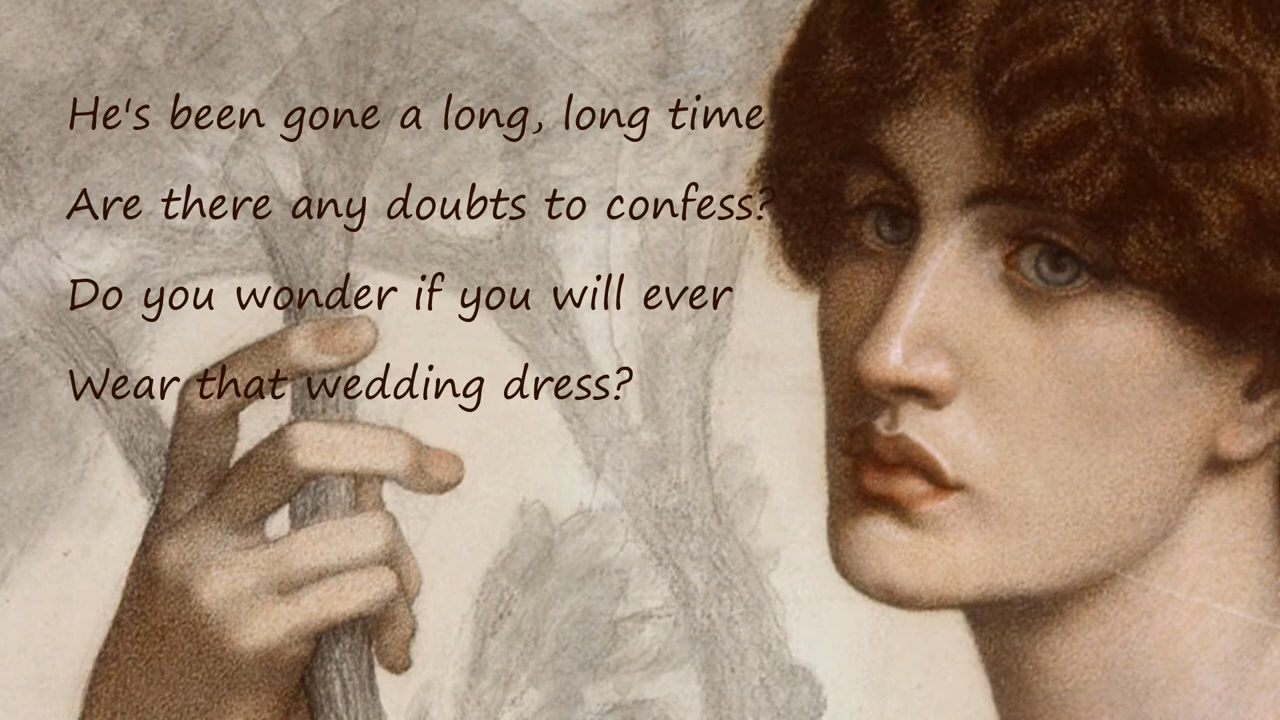 He's been gone a long, long time
Are there any doubts to confess?
Do you wonder if you will ever
Wear that wedding dress?